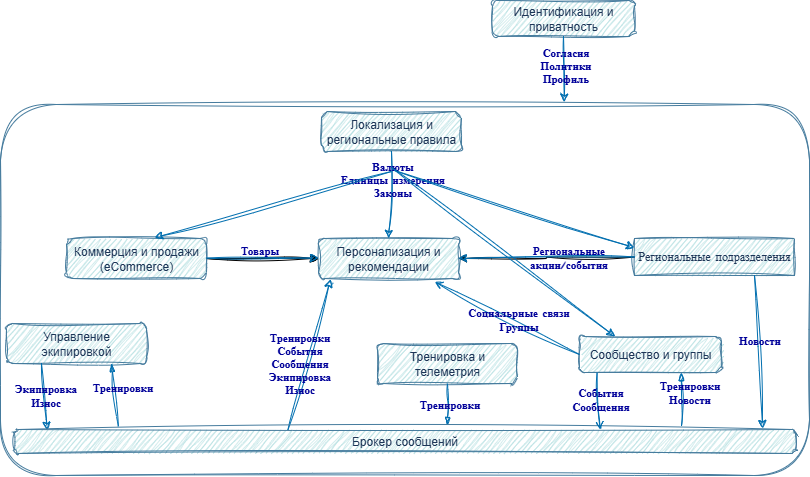 Идентификация и
приватность
Согласия
Политики
Профиль
Локализация и
региональные правила
Валюты
Единицы измерения
Законы
Коммерция и продажи
(eCommerce)
Товары
Персонализация и
рекомендации
Региональные
акции/события
Региональные подразделения
Социальрные связи
Группы
Управление
экипировкой
Тренировки
События
Сообщения
Экипировка
Износ
Тренировка и
телеметрия
Сообщество и группы
Новости
Экипировка
Износ
Тренировки
Тренировки
События
Сообщения
Тренировки
Новости
Брокер сообщений